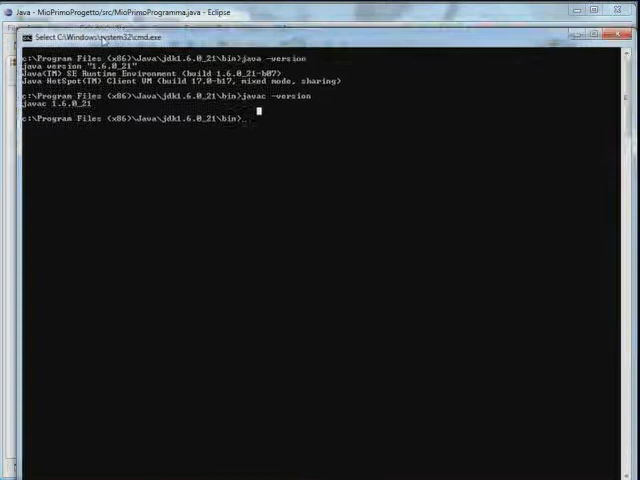 Java - MioPrimoProgetto/src/MioPrimoProgramma.java - Eclipse
Select C:\Windows\system32\cmd.exe
c:\Program Files (x86)\Java\jdk1.6.0_21\bin>java -version
java version "1.6.0_21"
Java(TM) SE Runtime Environment (build 1.6.0_21-b07)
Java HotSpot(TM) Client VM (build 17.0-b17, mixed mode, sharing)
c:\Program Files (x86)\Java\jdk1.6.0_21\bin>javac -version
javac 1.6.0_21
c:\Program Files (x86)\Java\jdk1.6.0_21\bin>